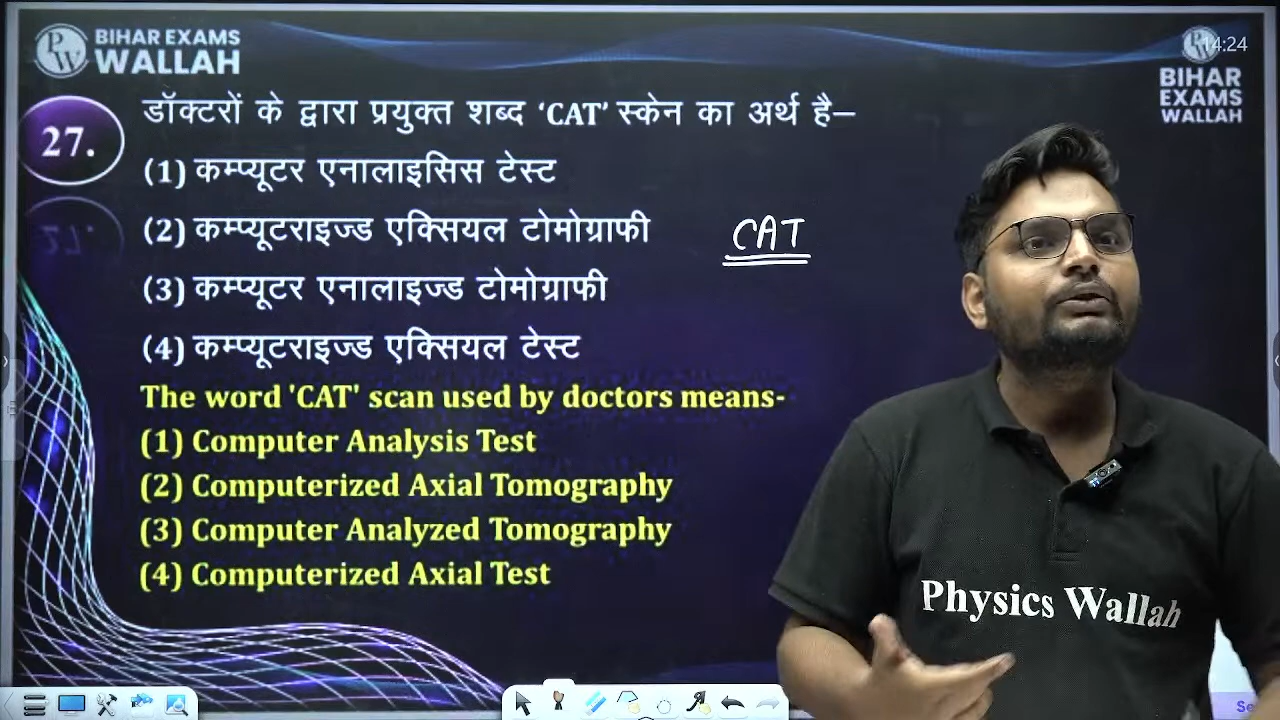 BIHAR EXAMS
WALLAH
14:24
BIHAR
EXAMS
WALLAH
27.
डॉक्टरों के द्वारा प्रयुक्त शब्द ‘CAT’ स्केन का अर्थ है–
(1) कम्प्यूटर एनालाइसिस टेस्ट
(2) कम्प्यूटराइज्ड एक्सियल टोमोग्राफी
CAT
(3) कम्प्यूटर एनालाइज्ड टोमोग्राफी
(4) कम्प्यूटराइज्ड एक्सियल टेस्ट
The word 'CAT' scan used by doctors means-
(1) Computer Analysis Test
(2) Computerized Axial Tomography
(3) Computer Analyzed Tomography
(4) Computerized Axial Test
Physics Wallah